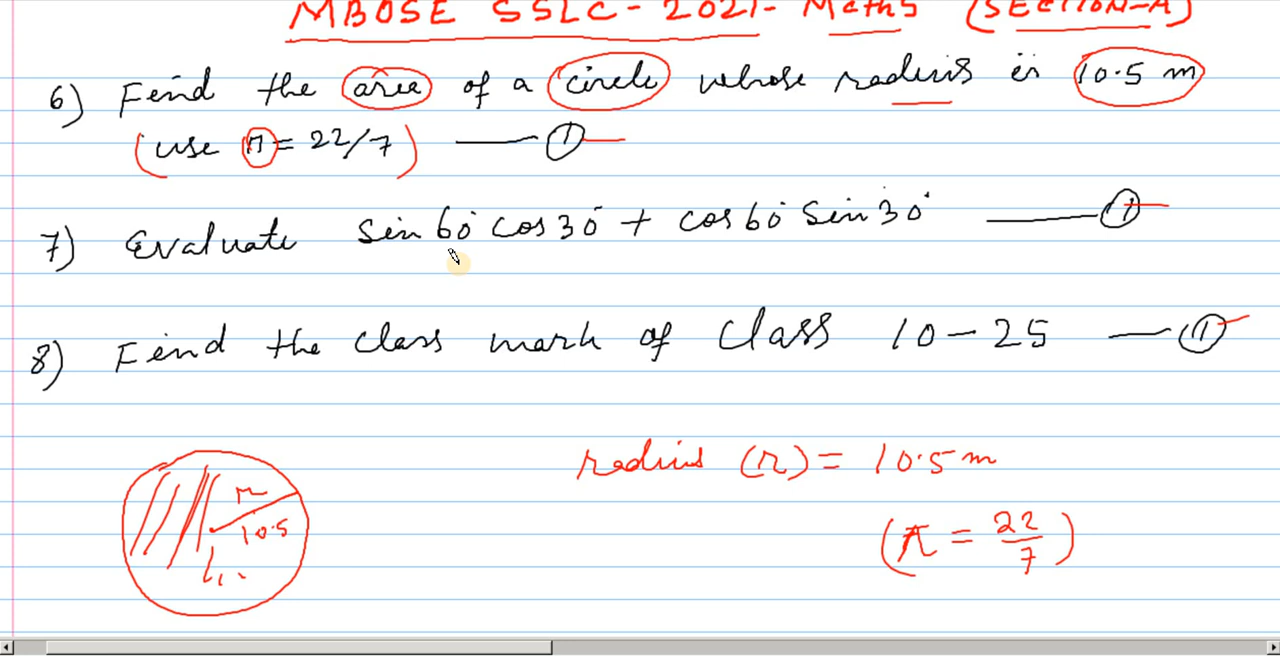 MBOSE SSLC-2021- Maths (SECTION-A)
6) Find the area of a circle whose radius is 10.5 m
(use π = 22/7) — 1
7) Evaluate sin 60° cos 30° + cos 60° sin 30° — 1
8) Find the class mark of class 10 - 25 — 1
radius (r) = 10.5 m
r
10.5
(π = 22/7)